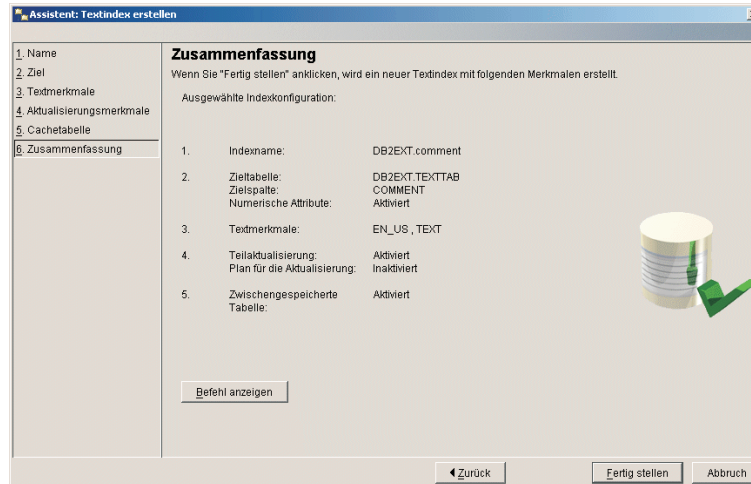 Assistent: Textindex erstellen
1. Name
2. Ziel
3. Textmerkmale
4. Aktualisierungsmerkmale
5. Cachetabelle
6. Zusammenfassung
Zusammenfassung
Wenn Sie "Fertig stellen" anklicken, wird ein neuer Textindex mit folgenden Merkmalen erstellt.
Ausgewählte Indexkonfiguration:
1. Indexname: DB2EXT.comment
2. Zieltabelle: DB2EXT.TEXTTAB
Zielspalte: COMMENT
Numerische Attribute: Aktiviert
3. Textmerkmale: EN_US , TEXT
4. Teilaktualisierung: Aktiviert
Plan für die Aktualisierung: Inaktiviert
5. Zwischengespeicherte Aktiviert
Tabelle:
Befehl anzeigen
Zurück Fertig stellen Abbruch